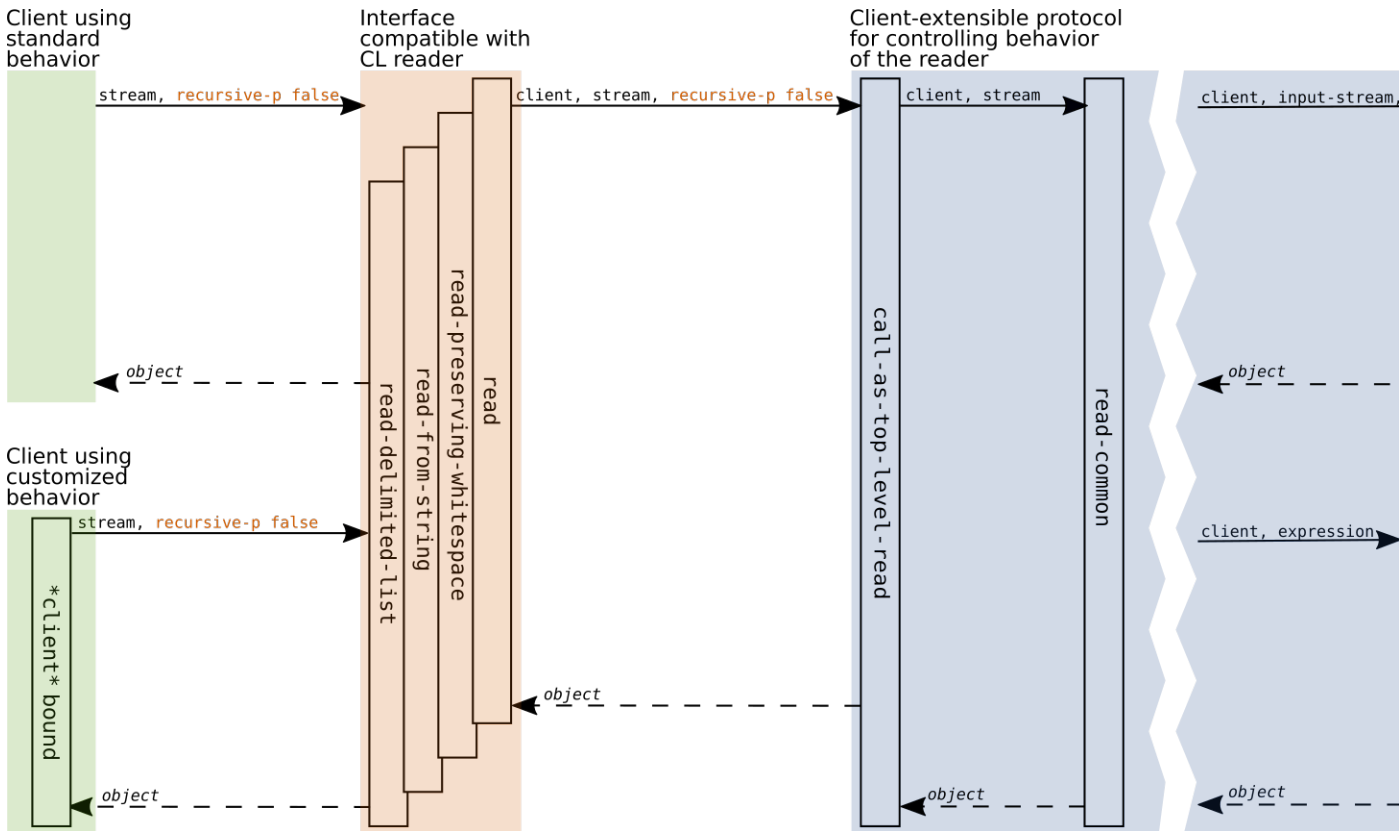 Client using
standard
behavior
Interface
compatible with
CL reader
Client-extensible protocol
for controlling behavior
of the reader
stream, recursive-p false
client, stream, recursive-p false
client, stream
client, input-stream,
read-delimited-list
read-from-string
read-preserving-whitespace
read
call-as-top-level-read
read-common
object
object
Client using
customized
behavior
stream, recursive-p false
client, expression
*client* bound
object
object
object
object